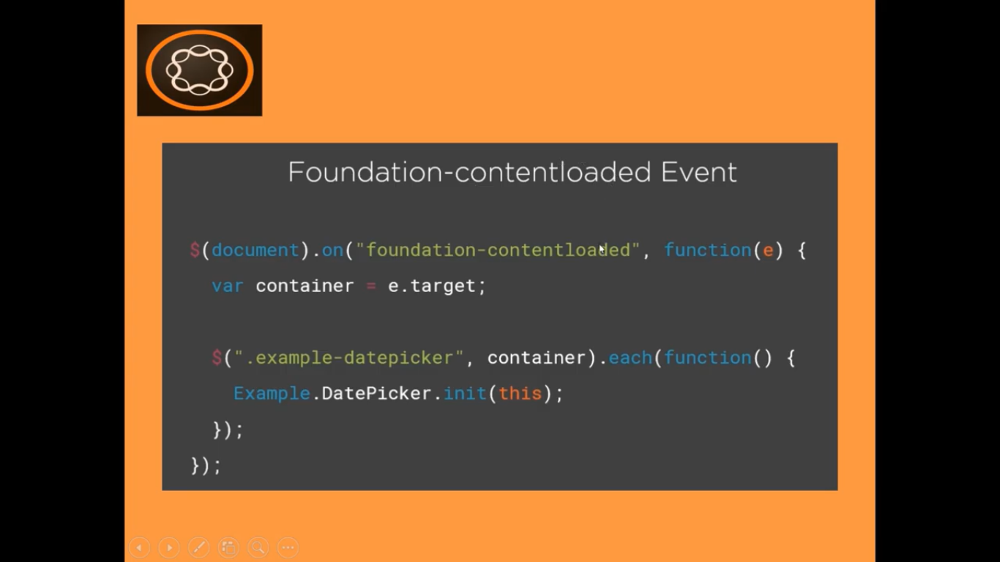 Foundation-contentloaded Event
$(document).on("foundation-contentloaded", function(e) {
var container = e.target;
$(".example-datepicker", container).each(function() {
Example.DatePicker.init(this);
});
});